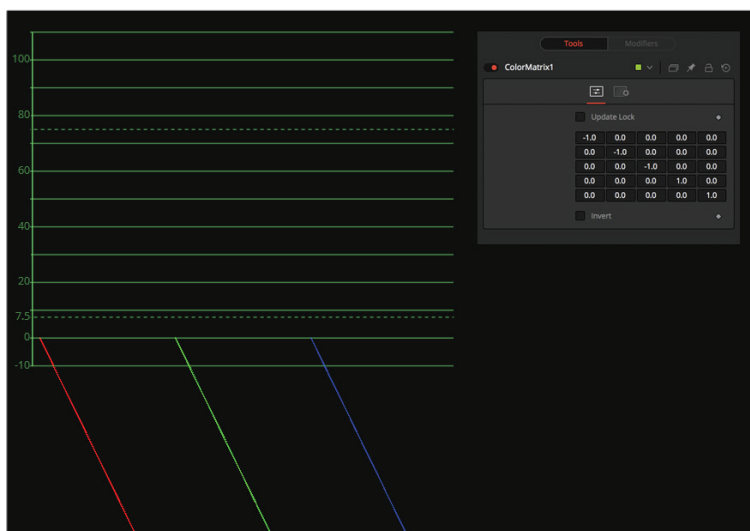 100
80
60
40
20
7.5
0
-10
Tools Modifiers
ColorMatrix1
Update Lock
-1.0 0.0 0.0 0.0 0.0
0.0 -1.0 0.0 0.0 0.0
0.0 0.0 -1.0 0.0 0.0
0.0 0.0 0.0 1.0 0.0
0.0 0.0 0.0 0.0 1.0
Invert